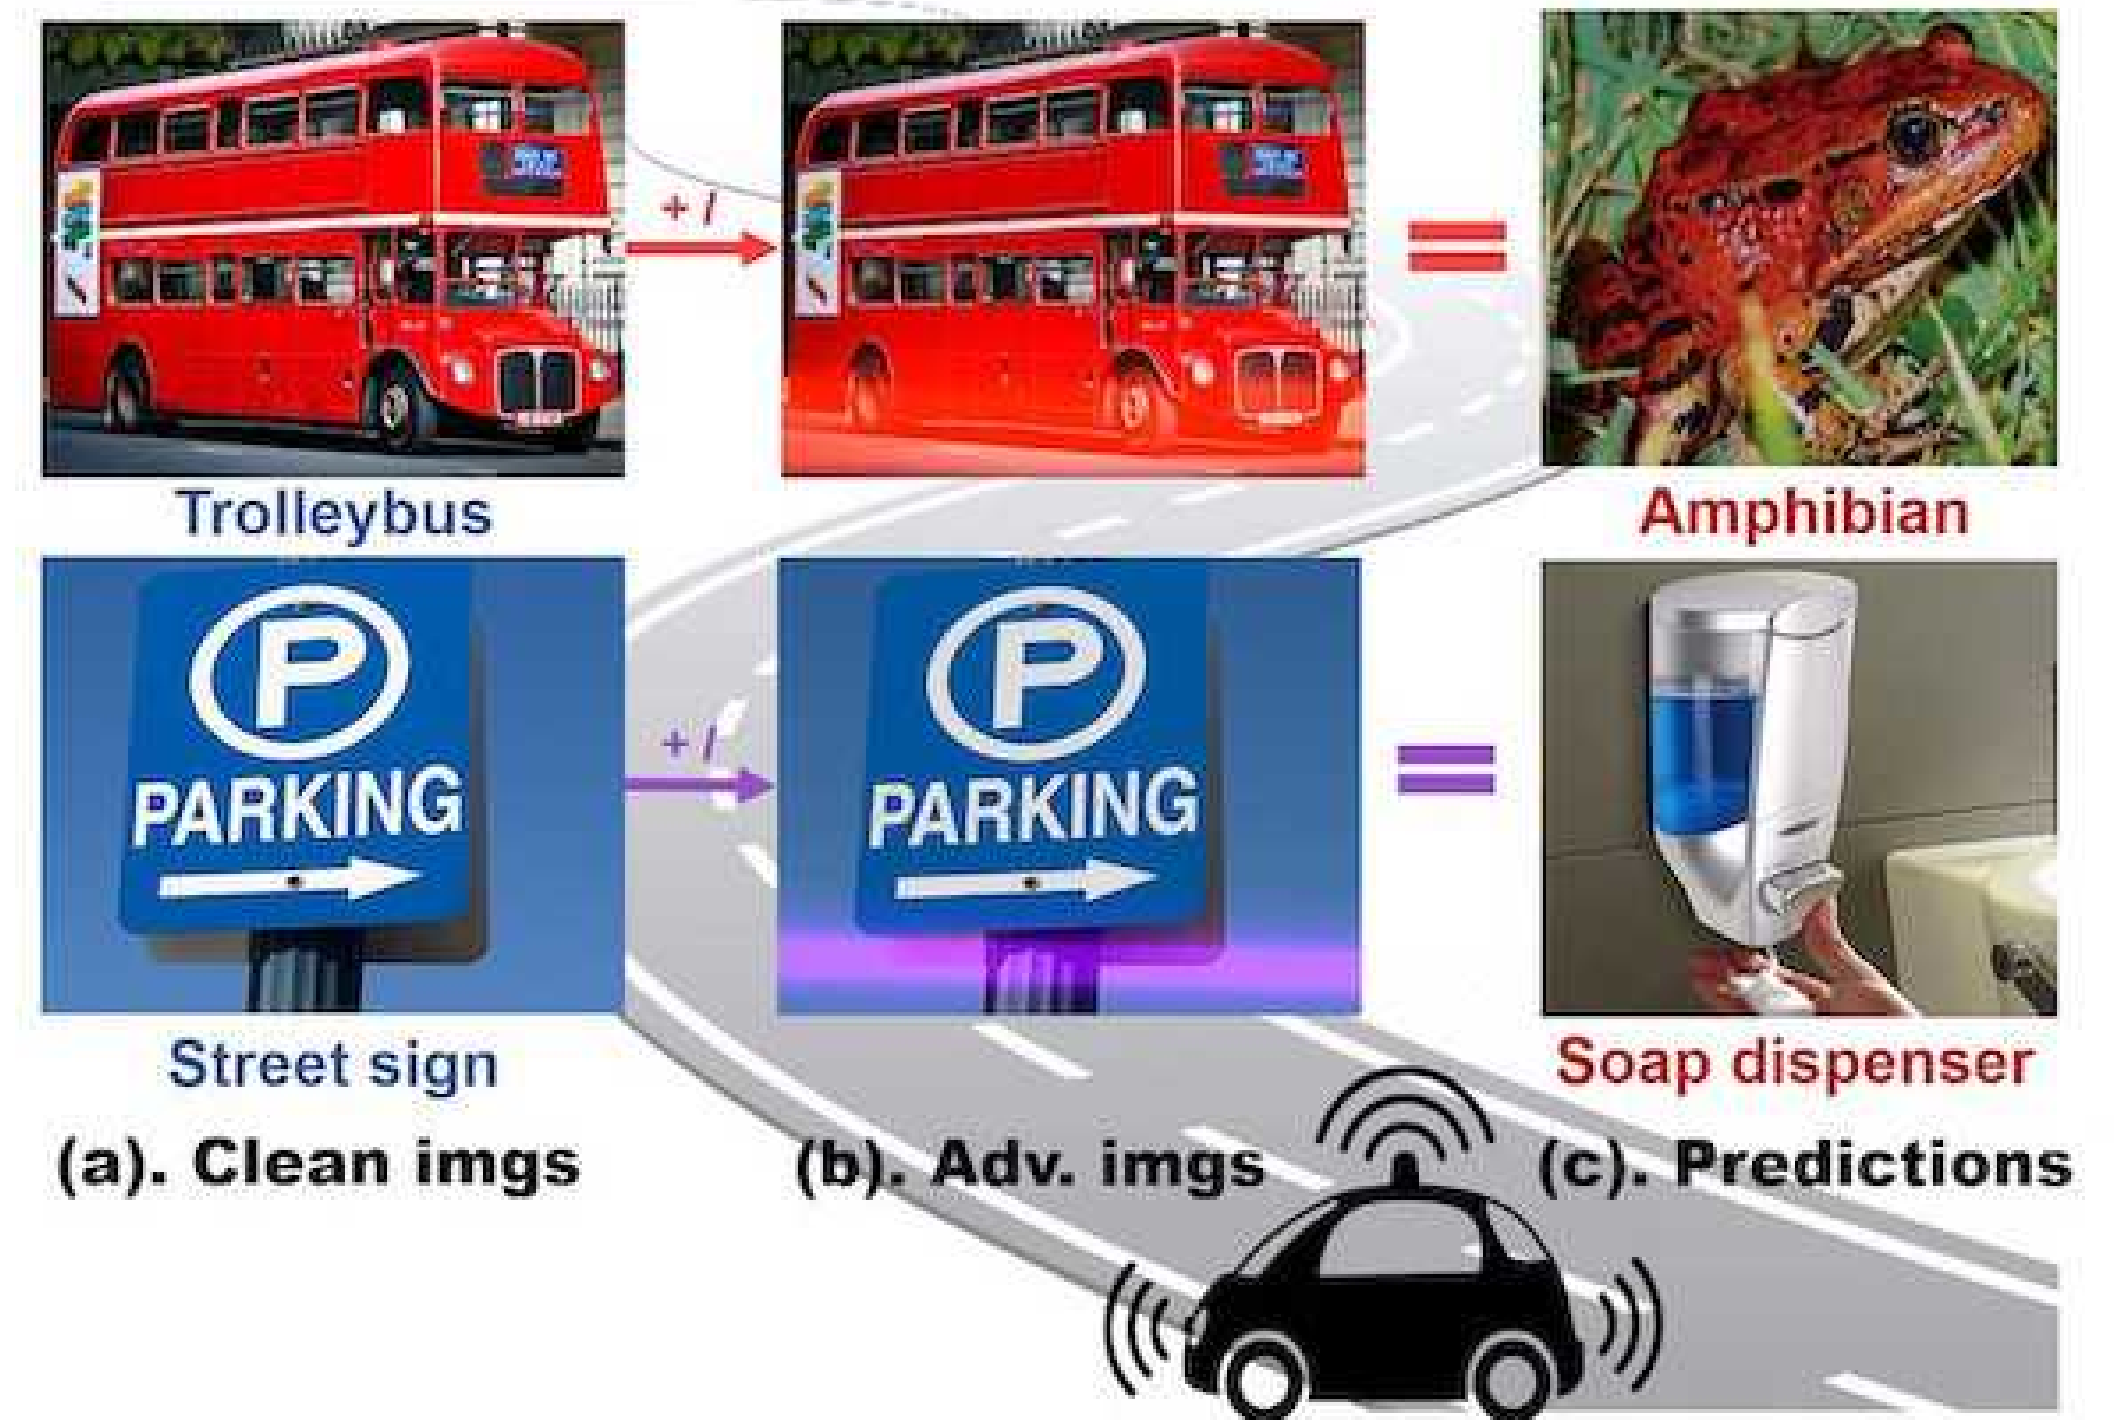 + l
Trolleybus
Amphibian
P
PARKING
+ l
P
PARKING
Street sign
Soap dispenser
(a). Clean imgs
(b). Adv. imgs
(c). Predictions